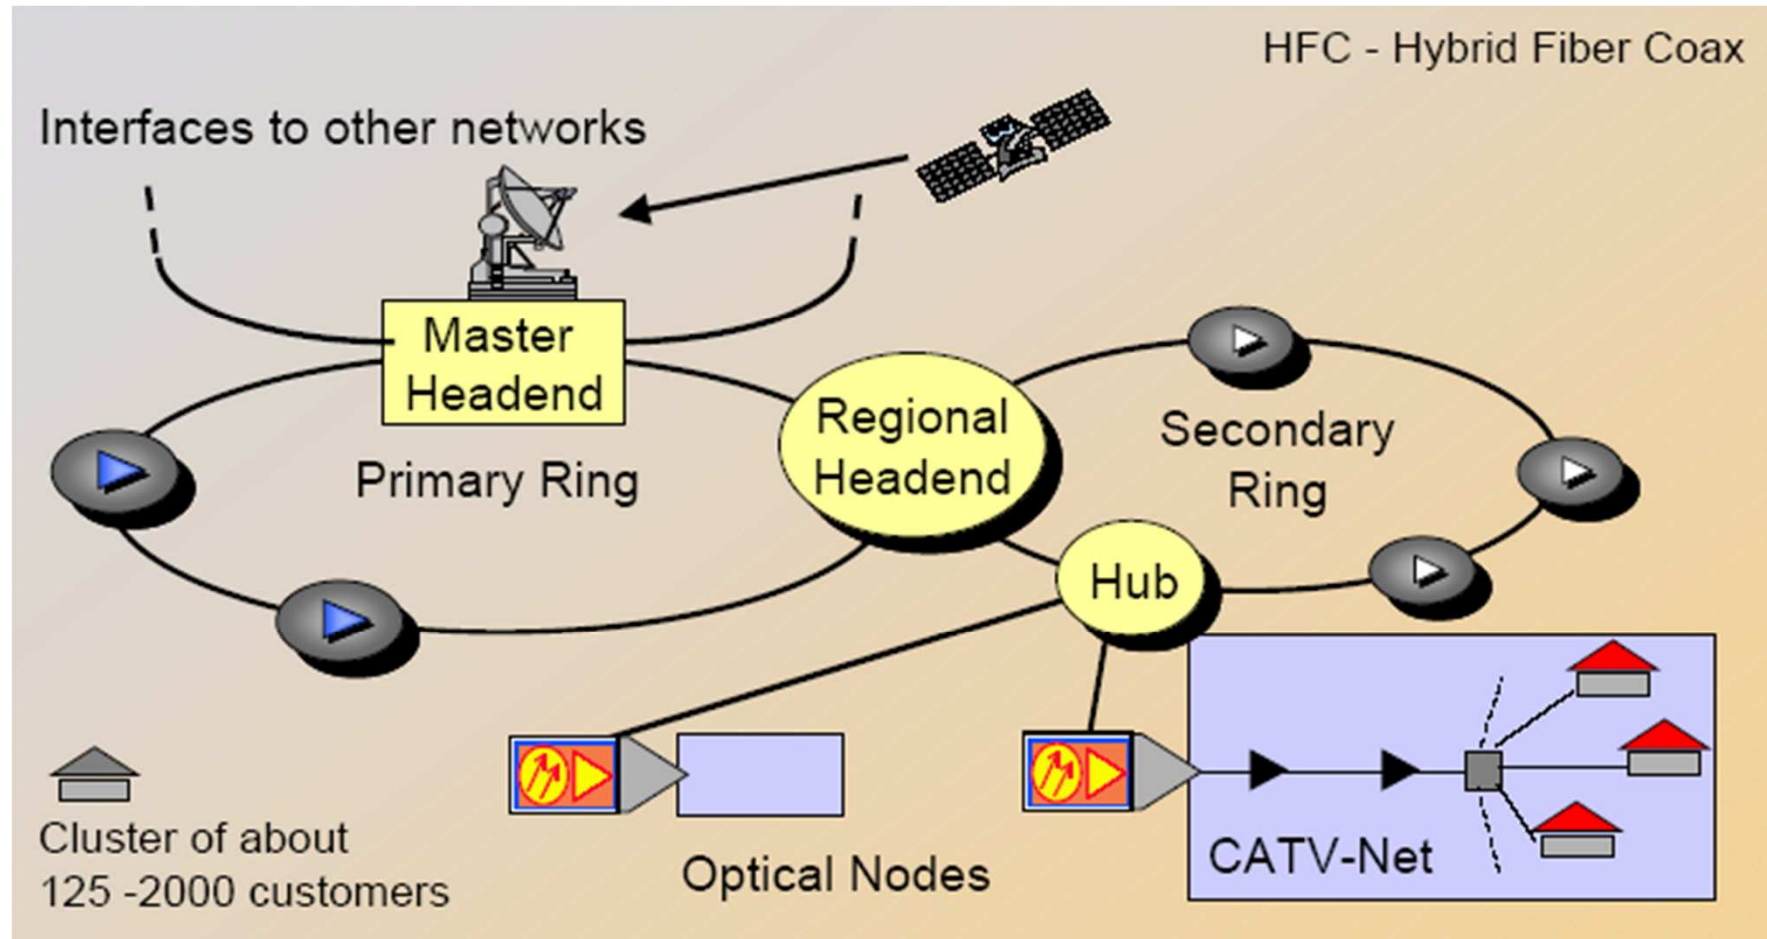 HFC - Hybrid Fiber Coax
Interfaces to other networks
Master
Headend
Regional
Headend
Primary Ring
Secondary
Ring
Hub
Cluster of about
125 -2000 customers
Optical Nodes
CATV-Net